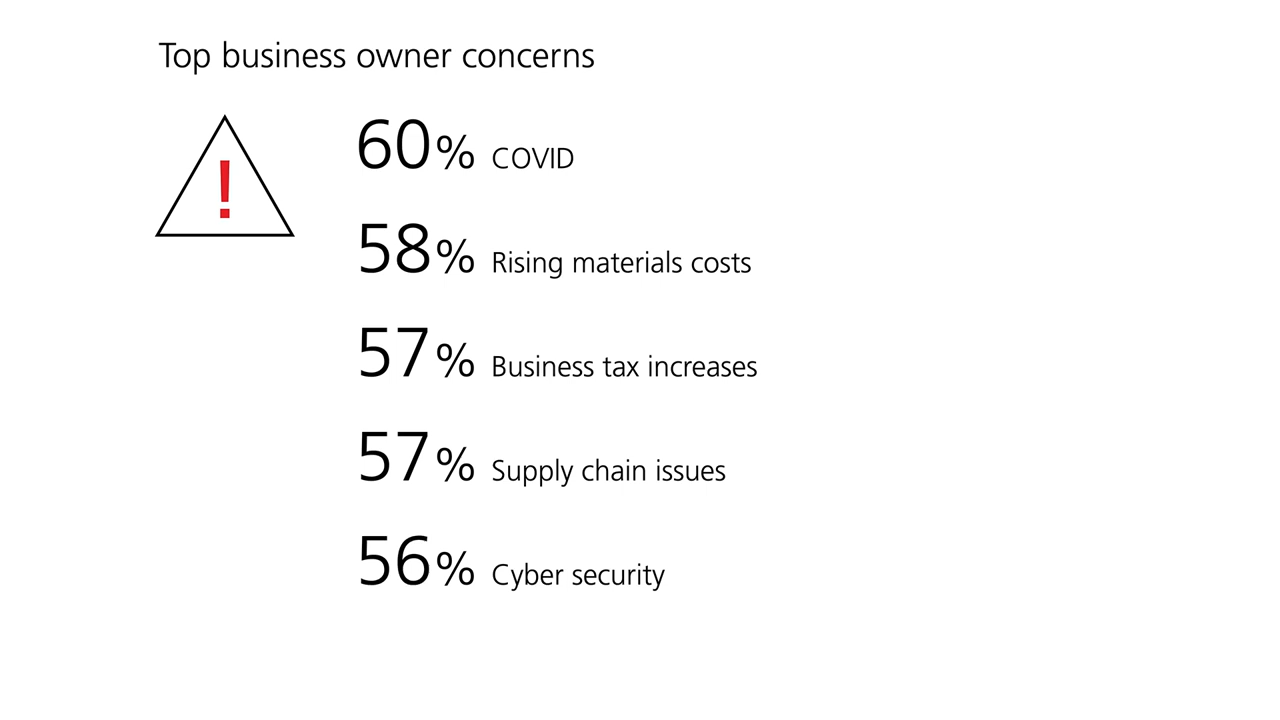 Top business owner concerns
!
60% COVID
58% Rising materials costs
57% Business tax increases
57% Supply chain issues
56% Cyber security